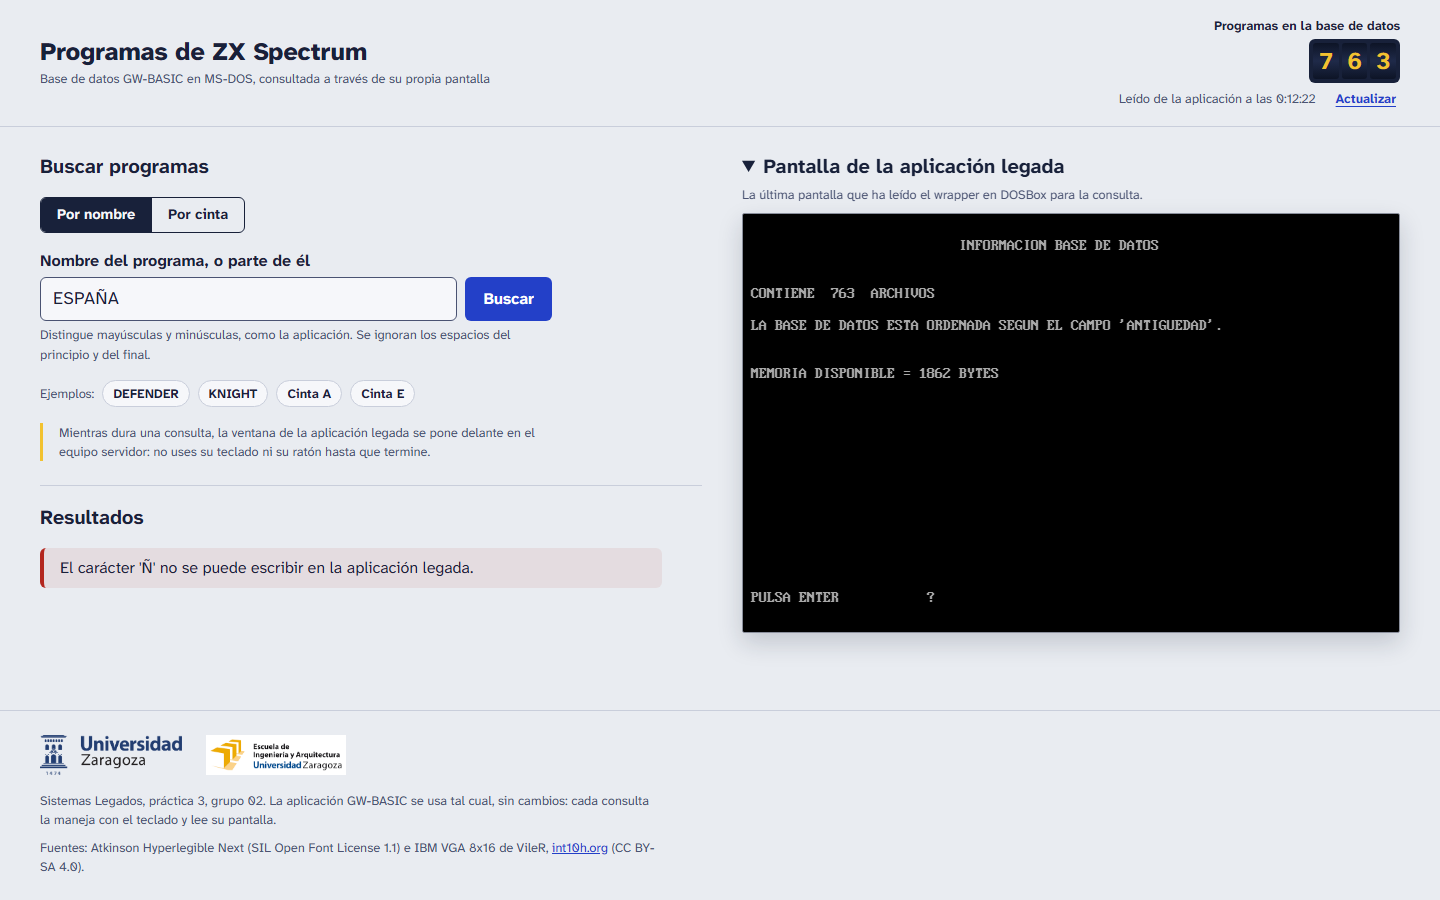 Programas de ZX Spectrum
Base de datos GW-BASIC en MS-DOS, consultada a través de su propia pantalla
Programas en la base de datos
763
Leído de la aplicación a las 0:12:22 Actualizar
Buscar programas
Por nombre Por cinta
Nombre del programa, o parte de él
ESPAÑA Buscar
Distingue mayúsculas y minúsculas, como la aplicación. Se ignoran los espacios del
principio y del final.
Ejemplos: DEFENDER KNIGHT Cinta A Cinta E
Mientras dura una consulta, la ventana de la aplicación legada se pone delante en el
equipo servidor: no uses su teclado ni su ratón hasta que termine.
Resultados
El carácter 'Ñ' no se puede escribir en la aplicación legada.
▼ Pantalla de la aplicación legada
La última pantalla que ha leído el wrapper en DOSBox para la consulta.
INFORMACION BASE DE DATOS
CONTIENE 763 ARCHIVOS
LA BASE DE DATOS ESTA ORDENADA SEGUN EL CAMPO 'ANTIGUEDAD'.
MEMORIA DISPONIBLE = 1862 BYTES
PULSA ENTER ?
Universidad
Zaragoza
1474
Escuela de
Ingeniería y Arquitectura
Universidad Zaragoza
Sistemas Legados, práctica 3, grupo 02. La aplicación GW-BASIC se usa tal cual, sin cambios: cada consulta
la maneja con el teclado y lee su pantalla.
Fuentes: Atkinson Hyperlegible Next (SIL Open Font License 1.1) e IBM VGA 8x16 de VileR, int10h.org (CC BY-
SA 4.0).